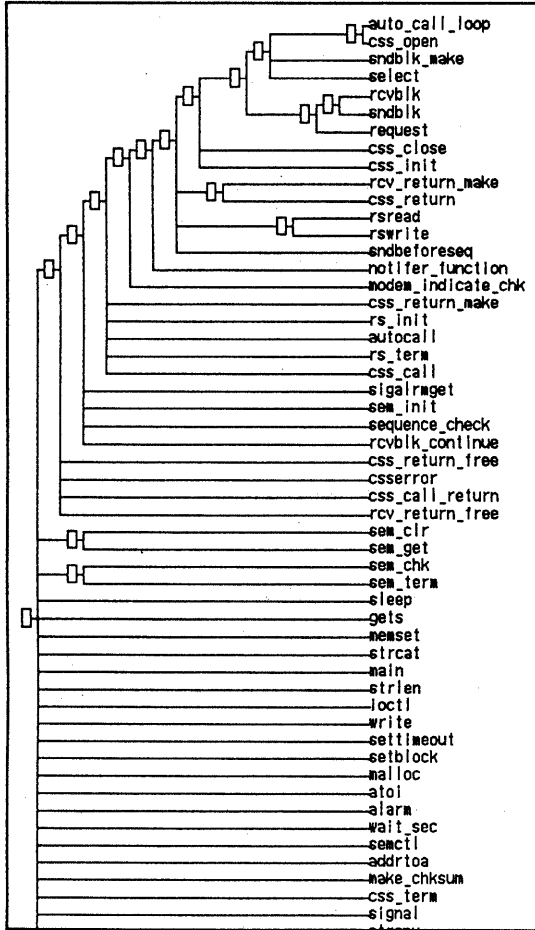 auto_call_loop
css_open
sndblk_make
select
rcvblk
sndblk
request
css_close
css_init
rcv_return_make
css_return
rsread
rswrite
sndbeforeseq
notifer_function
modem_indicate_chk
css_return_make
rs_init
autocall
rs_term
css_call
sigalrmget
sem_init
sequence_check
rcvblk_continue
css_return_free
csserror
css_call_return
rcv_return_free
sem_clr
sem_get
sem_chk
sem_term
sleep
gets
memset
strcat
main
strlen
ioctl
write
settimeout
setblock
malloc
atoi
alarm
wait_sec
semctl
addrtoa
make_chksum
css_term
signal